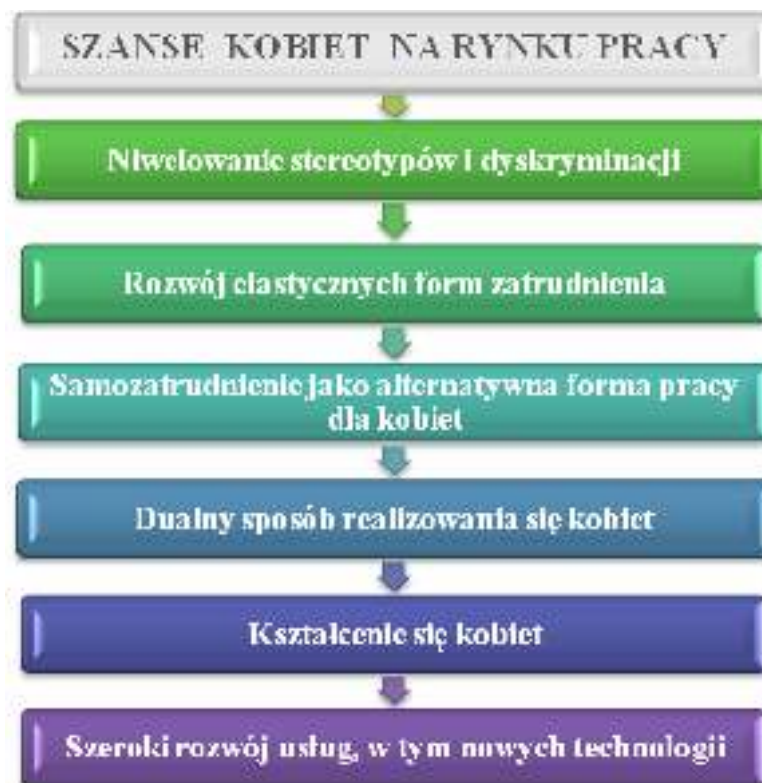 SZANSE KOBIET NA RYNKU PRACY
Niwelowanie stereotypów i dyskryminacji
Rozwój elastycznych form zatrudnienia
Samozatrudnienie jako alternatywna forma pracy
dla kobiet
Dualny sposób realizowania się kobiet
Kształcenie się kobiet
Szeroki rozwój usług, w tym nowych technologii